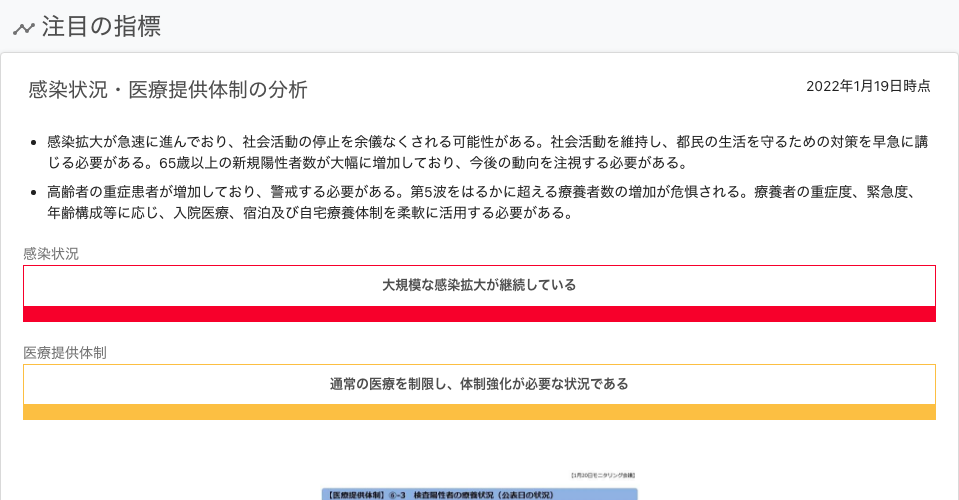 注目の指標
感染状況・医療提供体制の分析
2022年1月19日時点
感染拡大が急速に進んでおり、社会活動の停止を余儀なくされる可能性がある。社会活動を維持し、都民の生活を守るための対策を早急に講
じる必要がある。65歳以上の新規陽性者数が大幅に増加しており、今後の動向を注視する必要がある。
高齢者の重症患者が増加しており、警戒する必要がある。第5波をはるかに超える療養者数の増加が危惧される。療養者の重症度、緊急度、
年齢構成等に応じ、入院医療、宿泊及び自宅療養体制を柔軟に活用する必要がある。
感染状況
大規模な感染拡大が継続している
医療提供体制
通常の医療を制限し、体制強化が必要な状況である
【1月20日モニタリング会議】
【医療提供体制】⑥-3 検査陽性者の療養状況（公表日の状況）